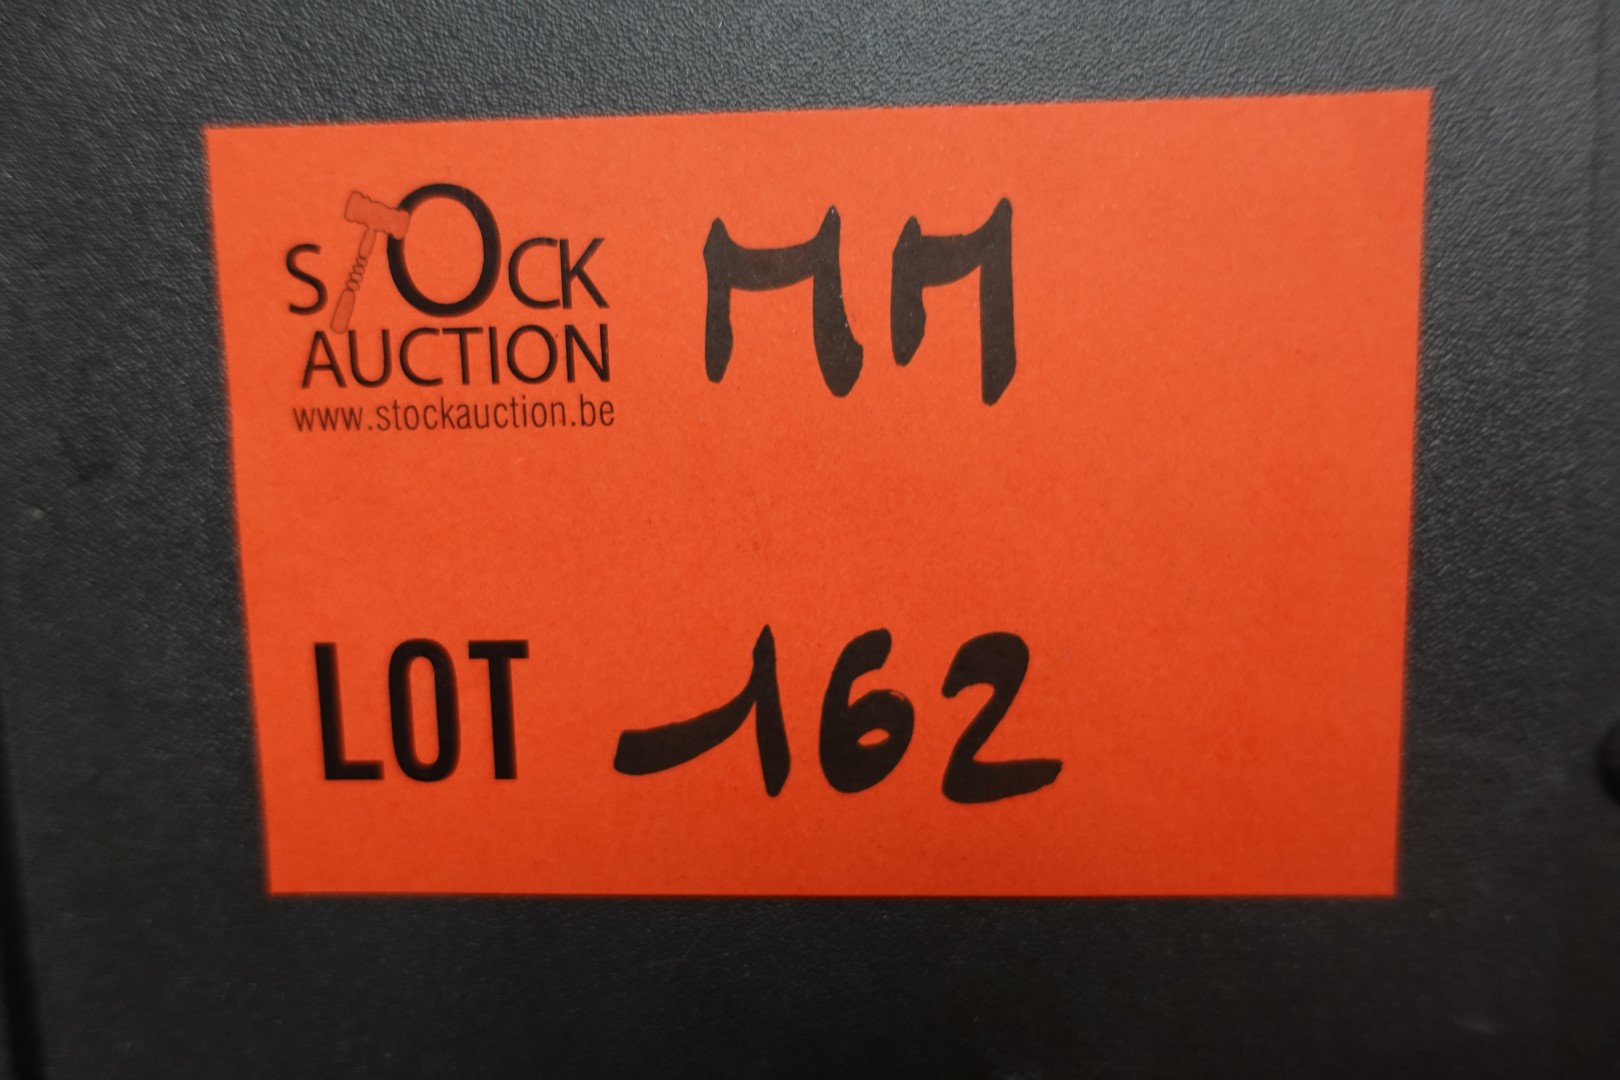 STOCK MM
AUCTION
www.stockauction.be
LOT 162